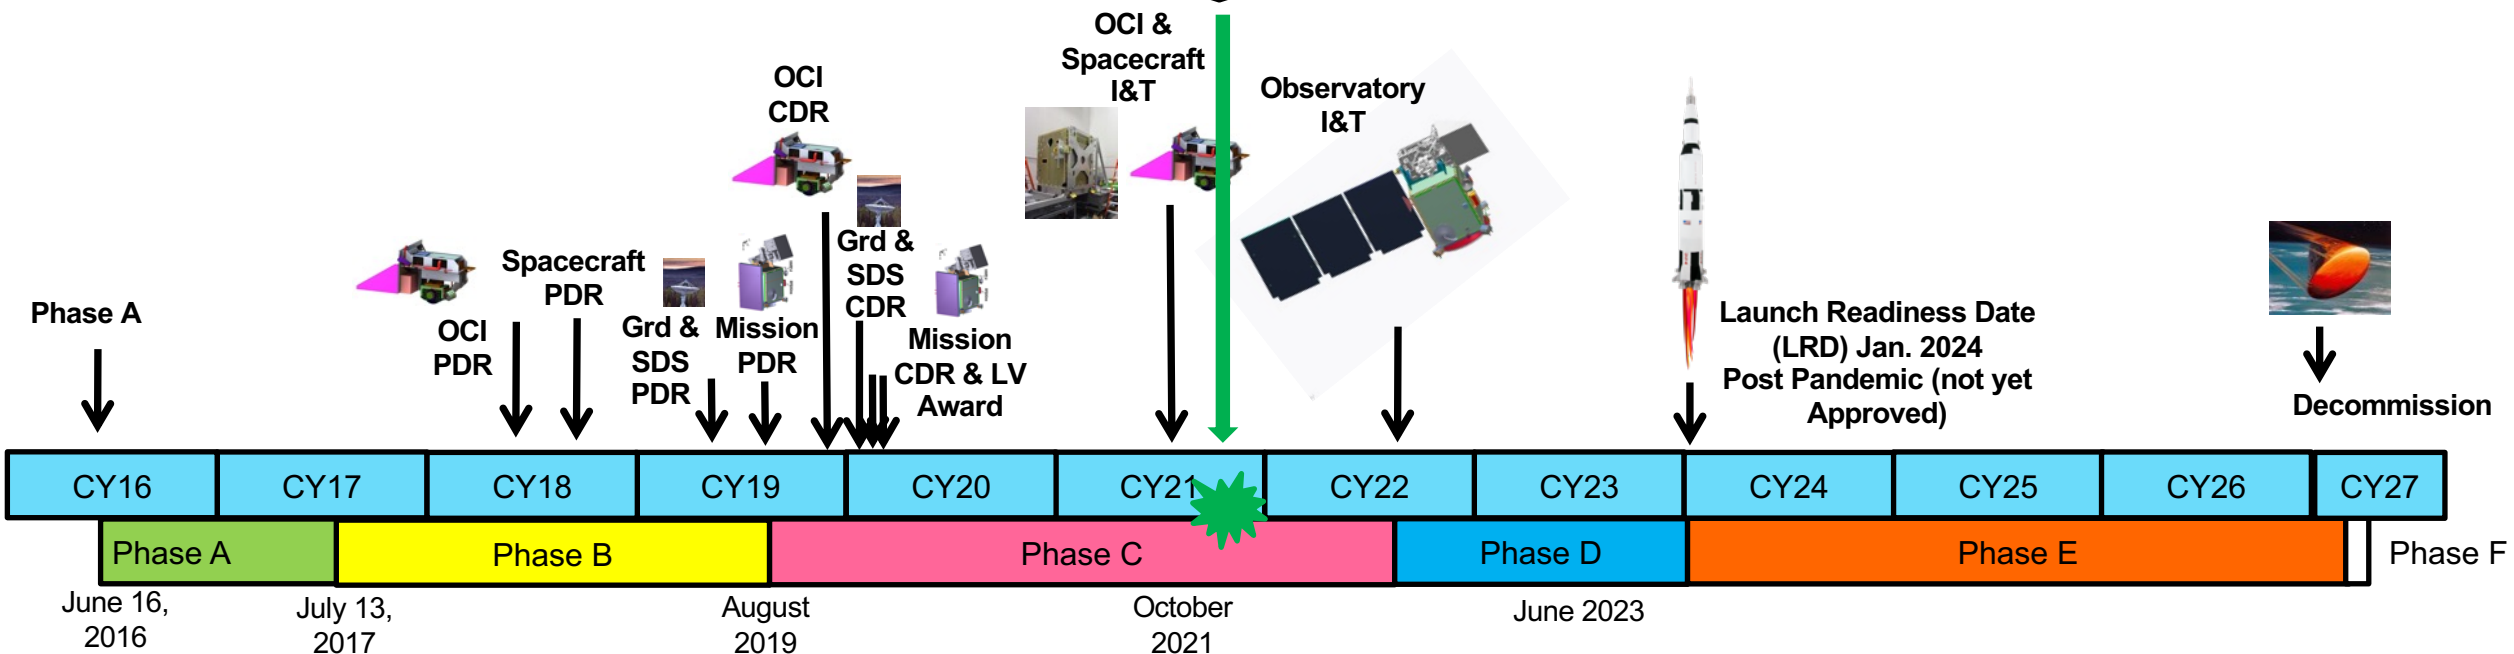 OCI &
Spacecraft
I&T
OCI
CDR
Observatory
I&T
Grd &
SDS
CDR
Spacecraft
PDR
Phase A
OCI
PDR
Grd &
SDS
PDR
Mission
PDR
Mission
CDR & LV
Award
Launch Readiness Date
(LRD) Jan. 2024
Post Pandemic (not yet
Approved)
Decommission
CY16
CY17
CY18
CY19
CY20
CY21
CY22
CY23
CY24
CY25
CY26
CY27
Phase A
Phase B
Phase C
Phase D
Phase E
Phase F
June 16,
2016
July 13,
2017
August
2019
October
2021
June 2023